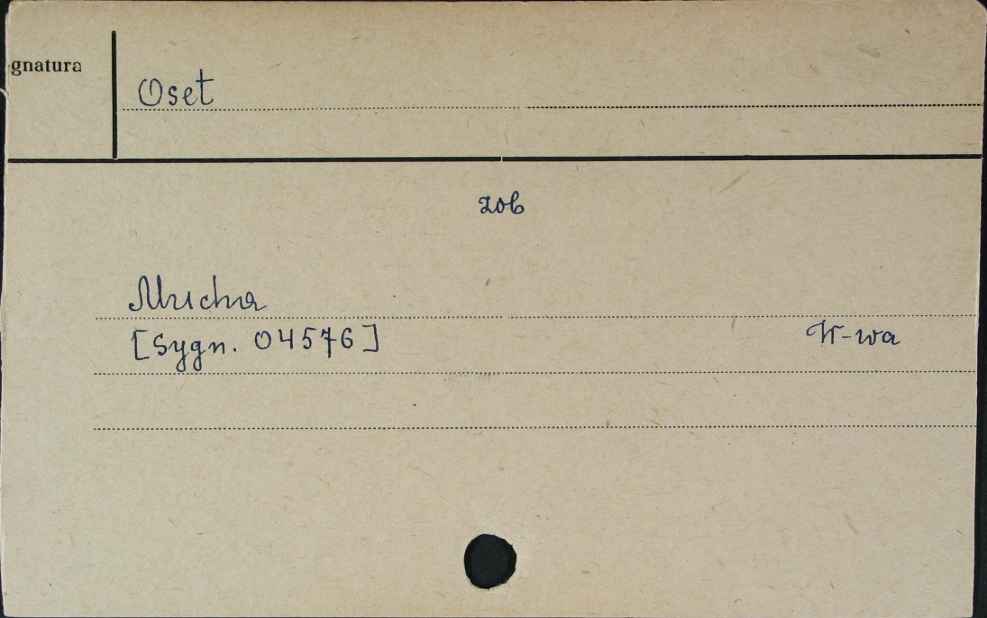 gnatura
Oset
zob
Mucha
[Sygn. 04576]
W-wa